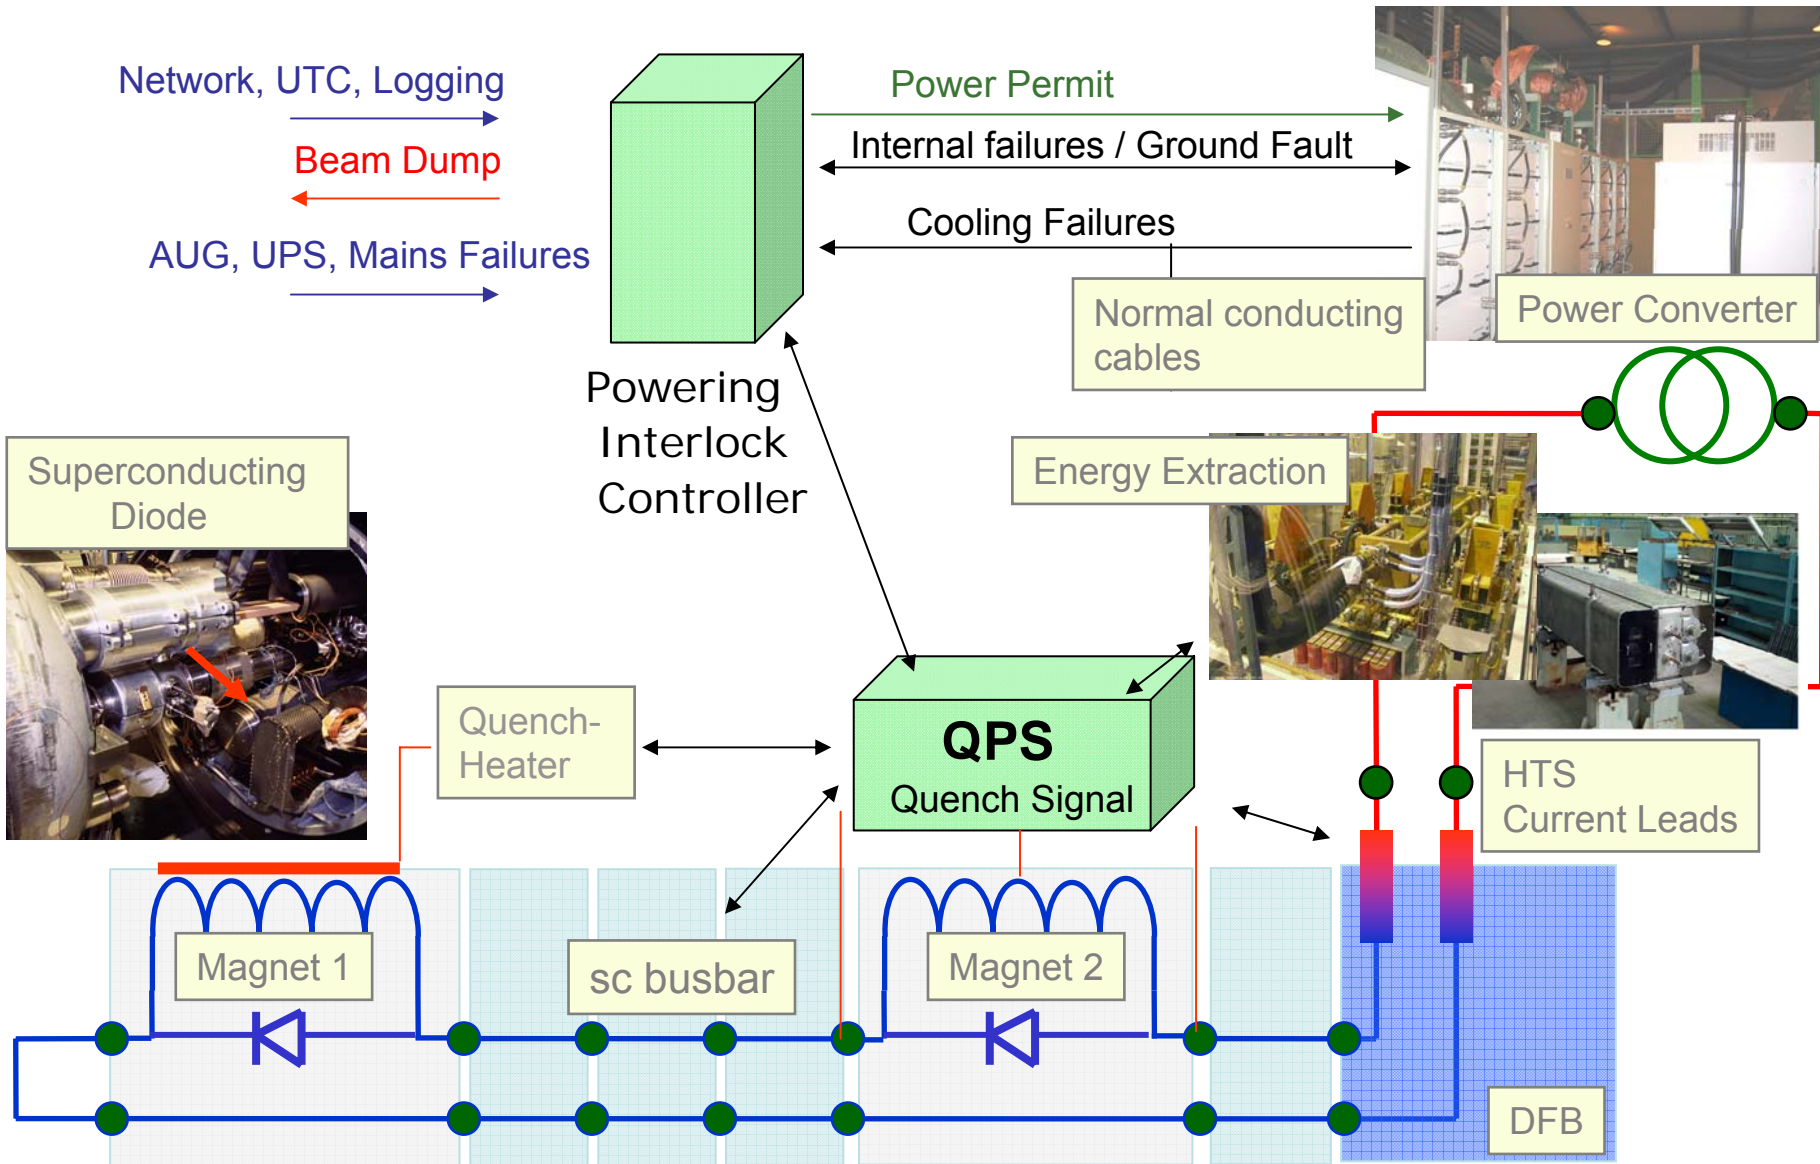 Network, UTC, Logging
Beam Dump
AUG, UPS, Mains Failures
Power Permit
Internal failures / Ground Fault
Cooling Failures
Normal conducting
cables
Power Converter
Powering
Interlock
Controller
Superconducting
Diode
Energy Extraction
Quench-
Heater
QPS
Quench Signal
HTS
Current Leads
Magnet 1
sc busbar
Magnet 2
DFB